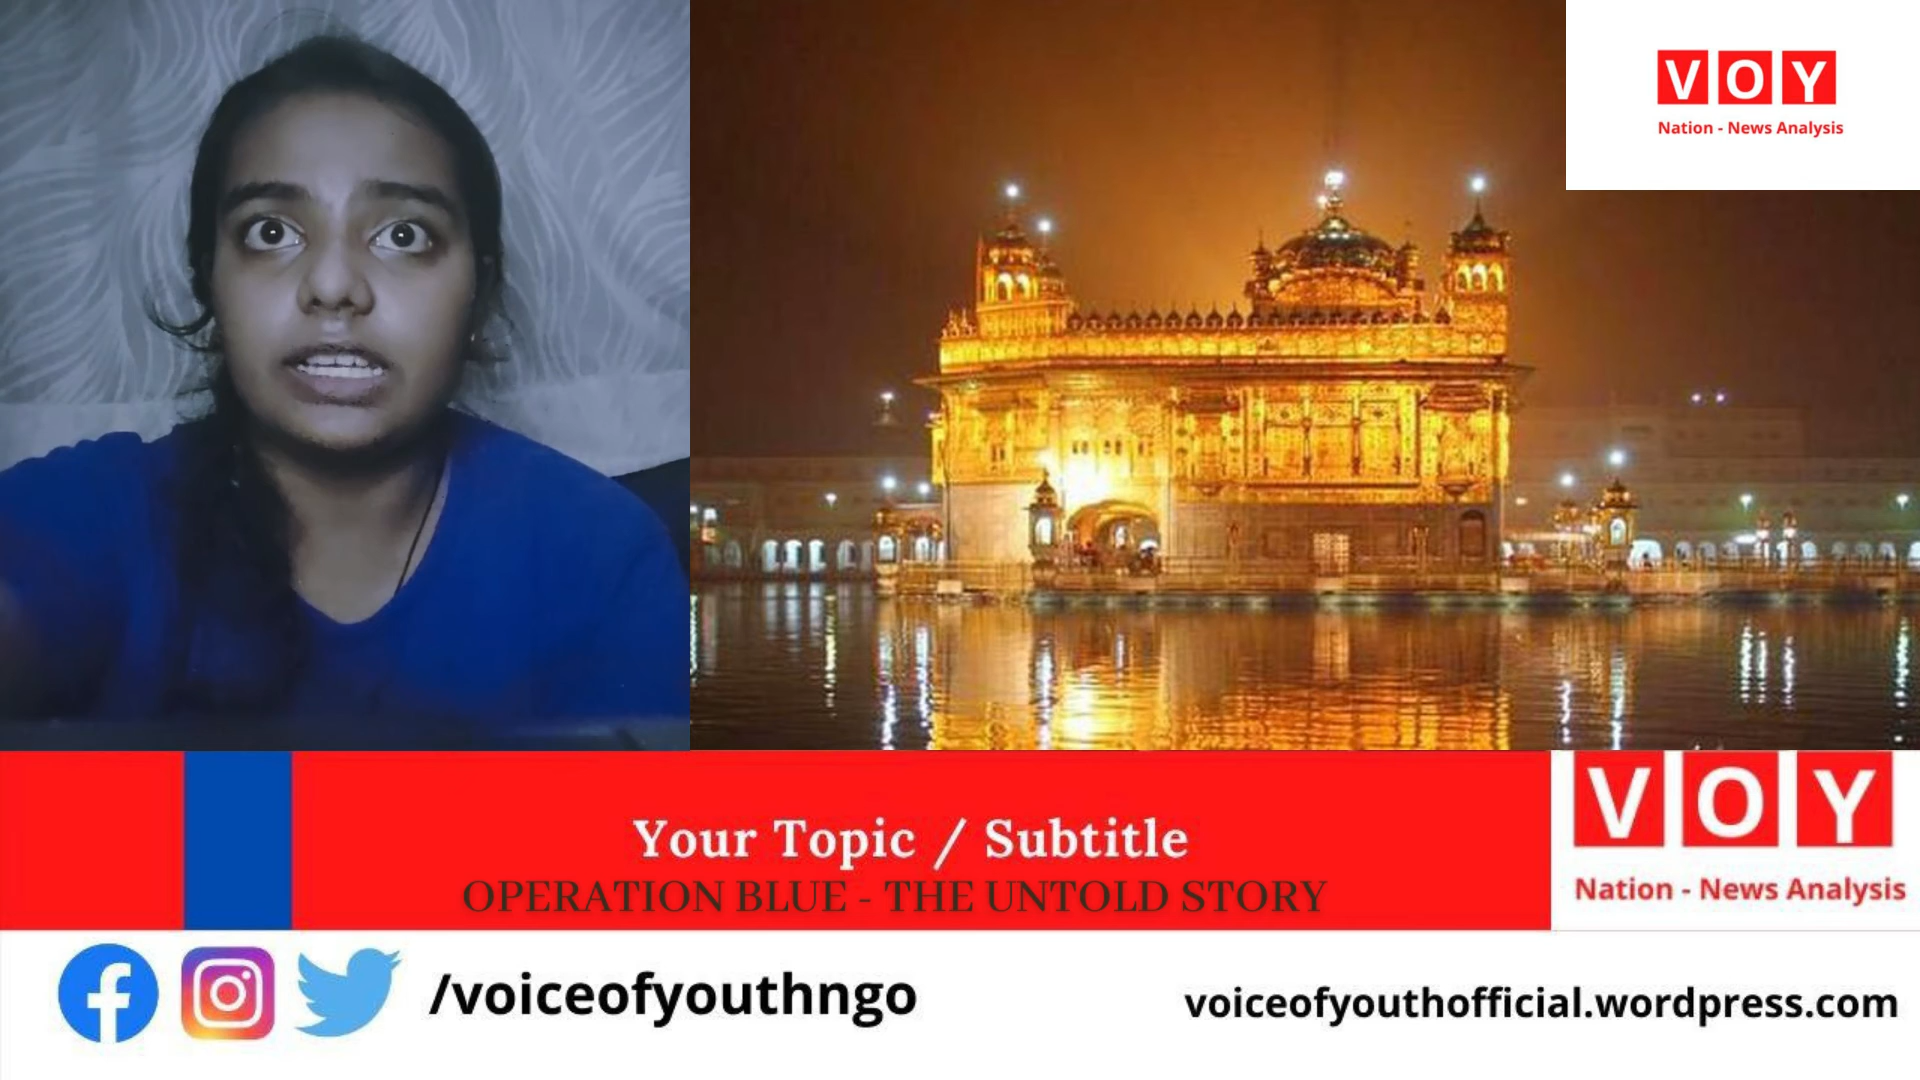 VOY
Nation - News Analysis
Your Topic / Subtitle
OPERATION BLUE - THE UNTOLD STORY
VOY
Nation - News Analysis
/voiceofyouthngo
voiceofyouthofficial.wordpress.com